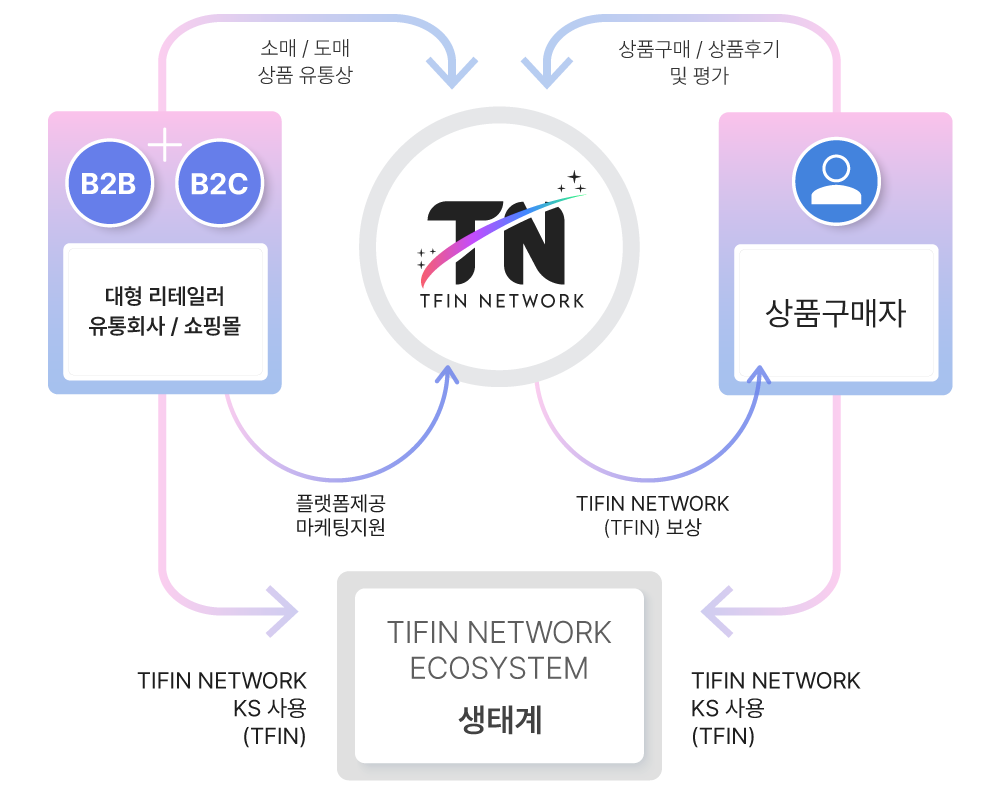 소매 / 도매
상품 유통상
상품구매 / 상품후기
및 평가
B2B
B2C
대형 리테일러
유통회사 / 쇼핑몰
TN
TFIN NETWORK
상품구매자
플랫폼제공
마케팅지원
TIFIN NETWORK
(TFIN) 보상
TIFIN NETWORK
ECOSYSTEM
생태계
TIFIN NETWORK
KS 사용
(TFIN)
TIFIN NETWORK
KS 사용
(TFIN)